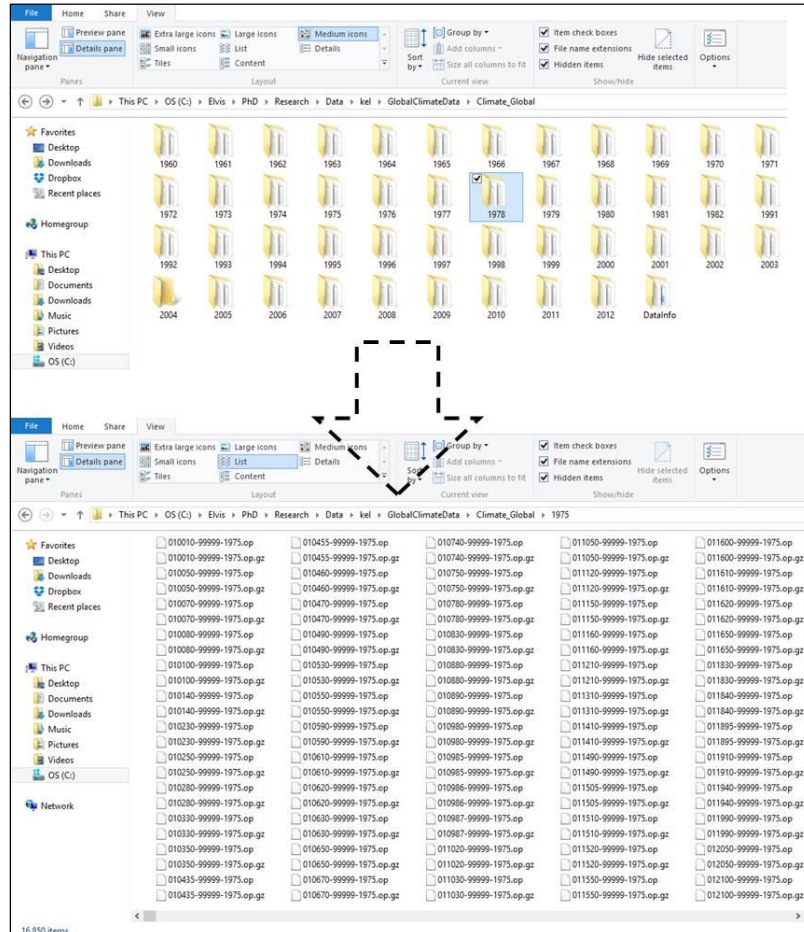 File Home Share View
Preview pane
Details pane
Navigation pane
Panes
Extra large icons Large icons Medium icons
Small icons List Details
Tiles Content
Layout
Sort by
Group by
Add columns
Size all columns to fit
Current view
Item check boxes
File name extensions
Hidden items
Hide selected items
Show/hide
Options
This PC OS (C:) Elvis PhD Research Data kel GlobalClimateData Climate_Global
Favorites
Desktop
Downloads
Dropbox
Recent places
Homegroup
This PC
Desktop
Documents
Downloads
Music
Pictures
Videos
OS (C:)
1960 1961 1962 1963 1964 1965 1966 1967 1968 1969 1970 1971
1972 1973 1974 1975 1976 1977 1978 1979 1980 1981 1982 1991
1992 1993 1994 1995 1996 1997 1998 1999 2000 2001 2002 2003
2004 2005 2006 2007 2008 2009 2010 2011 2012 DataInfo
File Home Share View
Preview pane
Details pane
Navigation pane
Panes
Extra large icons Large icons Medium icons
Small icons List Details
Tiles Content
Layout
Sort by
Group by
Add columns
Size all columns to fit
Current view
Item check boxes
File name extensions
Hidden items
Hide selected items
Show/hide
Options
This PC OS (C:) Elvis PhD Research Data kel GlobalClimateData Climate_Global 1975
Favorites
Desktop
Downloads
Dropbox
Recent places
Homegroup
This PC
Desktop
Documents
Downloads
Music
Pictures
Videos
OS (C:)
Network
010010-99999-1975.op 010455-99999-1975.op 010740-99999-1975.op 011050-99999-1975.op 011600-99999-1975.op
010010-99999-1975.op.gz 010455-99999-1975.op.gz 010740-99999-1975.op.gz 011050-99999-1975.op.gz 011600-99999-1975.op.gz
010050-99999-1975.op 010460-99999-1975.op 010750-99999-1975.op 011120-99999-1975.op 011610-99999-1975.op
010050-99999-1975.op.gz 010460-99999-1975.op.gz 010750-99999-1975.op.gz 011120-99999-1975.op.gz 011610-99999-1975.op.gz
010070-99999-1975.op 010470-99999-1975.op 010780-99999-1975.op 011150-99999-1975.op 011620-99999-1975.op
010070-99999-1975.op.gz 010470-99999-1975.op.gz 010780-99999-1975.op.gz 011150-99999-1975.op.gz 011620-99999-1975.op.gz
010080-99999-1975.op 010490-99999-1975.op 010830-99999-1975.op 011160-99999-1975.op 011650-99999-1975.op
010080-99999-1975.op.gz 010490-99999-1975.op.gz 010830-99999-1975.op.gz 011160-99999-1975.op.gz 011650-99999-1975.op.gz
010100-99999-1975.op 010530-99999-1975.op 010880-99999-1975.op 011210-99999-1975.op 011830-99999-1975.op
010100-99999-1975.op.gz 010530-99999-1975.op.gz 010880-99999-1975.op.gz 011210-99999-1975.op.gz 011830-99999-1975.op.gz
010140-99999-1975.op 010550-99999-1975.op 010890-99999-1975.op 011310-99999-1975.op 011840-99999-1975.op
010140-99999-1975.op.gz 010550-99999-1975.op.gz 010890-99999-1975.op.gz 011310-99999-1975.op.gz 011840-99999-1975.op.gz
010230-99999-1975.op 010590-99999-1975.op 010980-99999-1975.op 011410-99999-1975.op 011895-99999-1975.op
010230-99999-1975.op.gz 010590-99999-1975.op.gz 010980-99999-1975.op.gz 011410-99999-1975.op.gz 011895-99999-1975.op.gz
010250-99999-1975.op 010610-99999-1975.op 010985-99999-1975.op 011490-99999-1975.op 011910-99999-1975.op
010250-99999-1975.op.gz 010610-99999-1975.op.gz 010985-99999-1975.op.gz 011490-99999-1975.op.gz 011910-99999-1975.op.gz
010280-99999-1975.op 010620-99999-1975.op 010986-99999-1975.op 011505-99999-1975.op 011940-99999-1975.op
010280-99999-1975.op.gz 010620-99999-1975.op.gz 010986-99999-1975.op.gz 011505-99999-1975.op.gz 011940-99999-1975.op.gz
010330-99999-1975.op 010630-99999-1975.op 010987-99999-1975.op 011510-99999-1975.op 011990-99999-1975.op
010330-99999-1975.op.gz 010630-99999-1975.op.gz 010987-99999-1975.op.gz 011510-99999-1975.op.gz 011990-99999-1975.op.gz
010350-99999-1975.op 010650-99999-1975.op 011020-99999-1975.op 011520-99999-1975.op 012050-99999-1975.op
010350-99999-1975.op.gz 010650-99999-1975.op.gz 011020-99999-1975.op.gz 011520-99999-1975.op.gz 012050-99999-1975.op.gz
010435-99999-1975.op 010670-99999-1975.op 011030-99999-1975.op 011550-99999-1975.op 012100-99999-1975.op
010435-99999-1975.op.gz 010670-99999-1975.op.gz 011030-99999-1975.op.gz 011550-99999-1975.op.gz 012100-99999-1975.op.gz
16,850 items